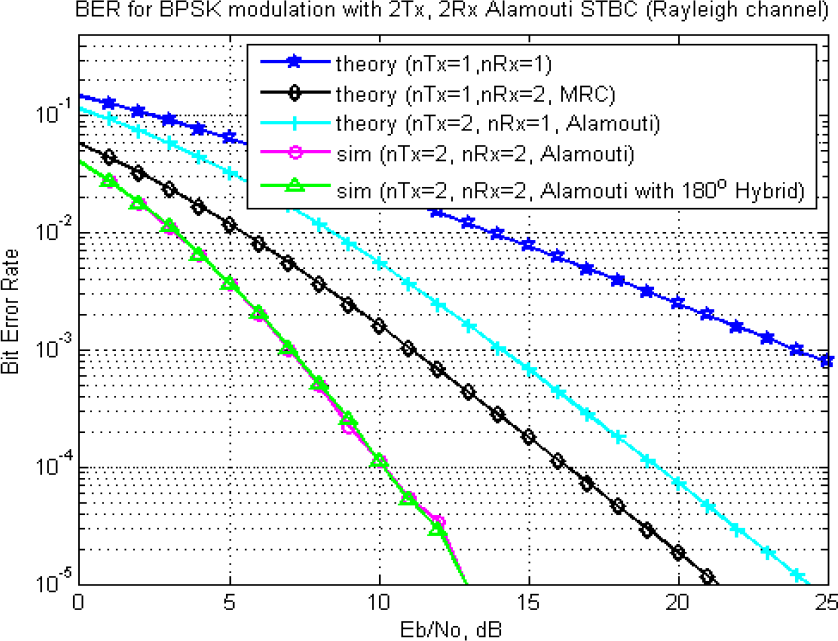 BER for BPSK modulation with 2Tx, 2Rx Alamouti STBC (Rayleigh channel)
theory (nTx=1,nRx=1)
theory (nTx=1,nRx=2, MRC)
theory (nTx=2, nRx=1, Alamouti)
sim (nTx=2, nRx=2, Alamouti)
sim (nTx=2, nRx=2, Alamouti with 180⁰ Hybrid)
Bit Error Rate
10⁻¹
10⁻²
10⁻³
10⁻⁴
10⁻⁵
0 5 10 15 20 25
Eb/No, dB